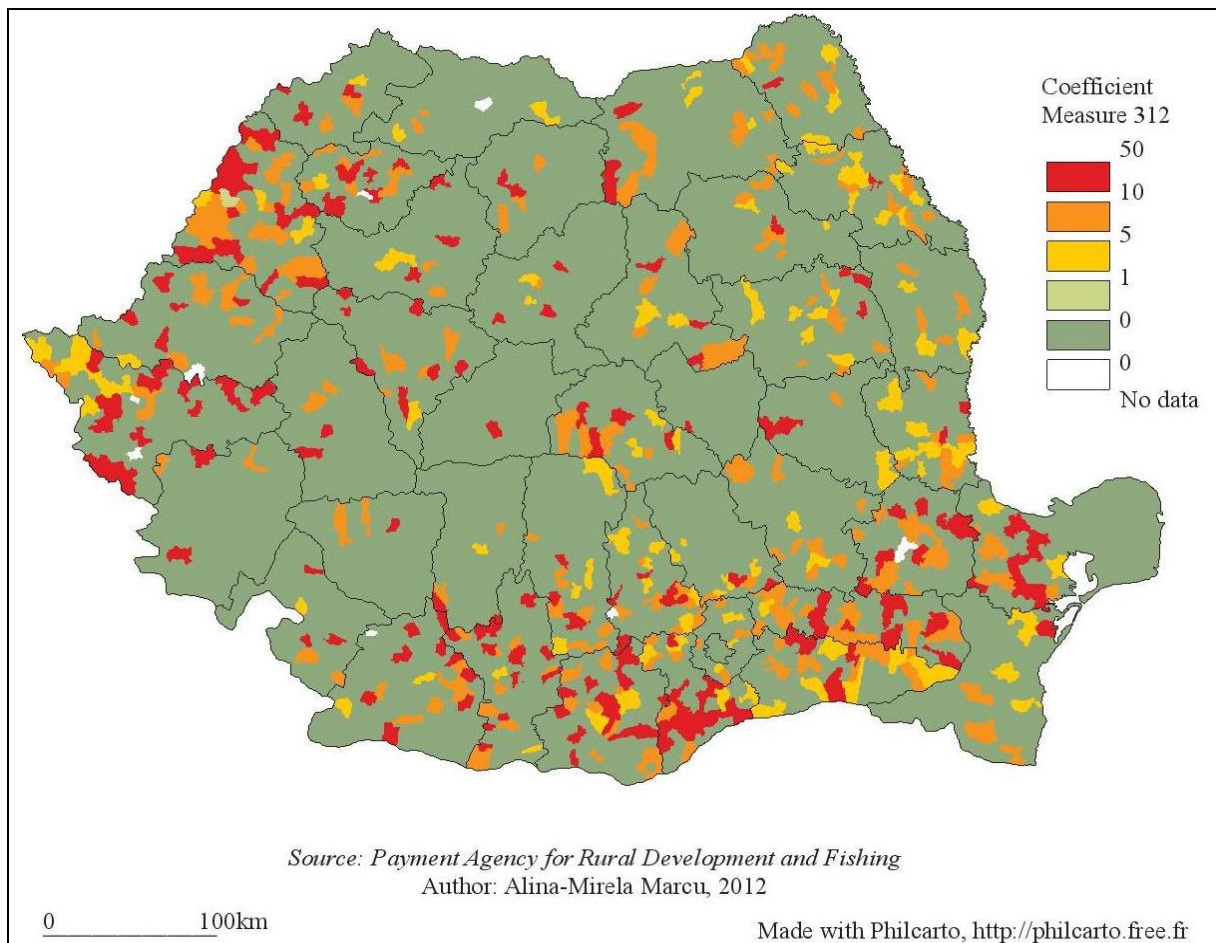 Coefficient
Measure 312
50
10
5
1
0
0
No data
Source: Payment Agency for Rural Development and Fishing
Author: Alina-Mirela Marcu, 2012
0 100km
Made with Philcarto, http://philcarto.free.fr